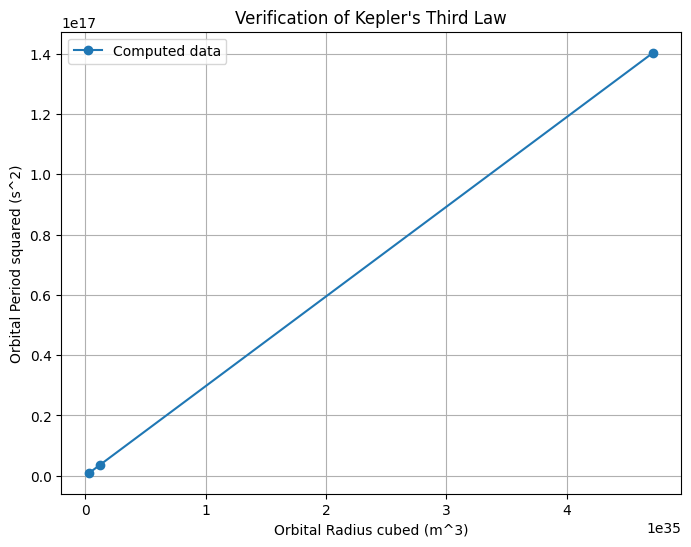 Verification of Kepler's Third Law
1e17
Computed data
1.4
1.2
1.0
0.8
0.6
0.4
0.2
0.0
Orbital Period squared (s^2)
0 1 2 3 4
1e35
Orbital Radius cubed (m^3)